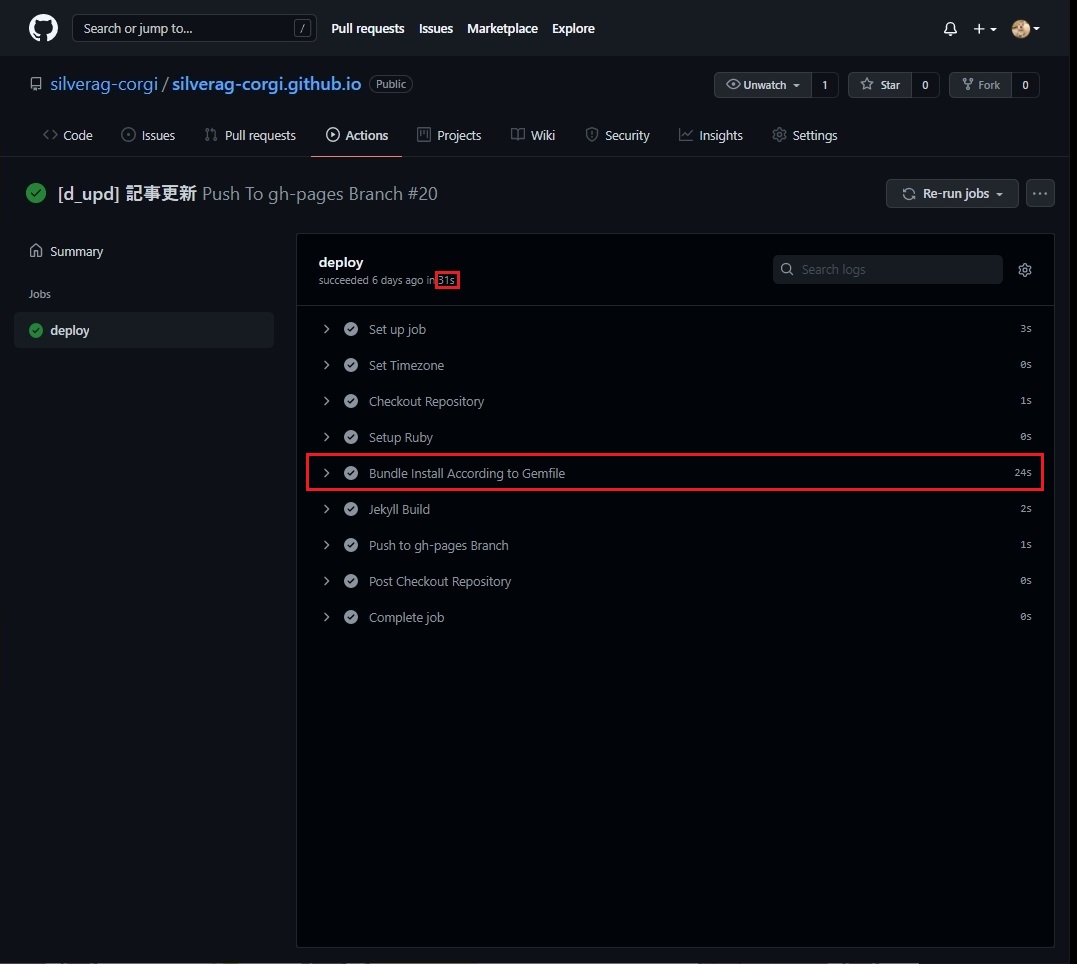 Search or jump to... / Pull requests Issues Marketplace Explore
silverag-corgi / silverag-corgi.github.io Public Unwatch 1 Star 0 Fork 0
Code Issues Pull requests Actions Projects Wiki Security Insights Settings
[d_upd] 記事更新 Push To gh-pages Branch #20 Re-run jobs ...
Summary
Jobs
deploy
deploy
succeeded 6 days ago in 31s
Search logs
Set up job 3s
Set Timezone 0s
Checkout Repository 1s
Setup Ruby 0s
Bundle Install According to Gemfile 24s
Jekyll Build 2s
Push to gh-pages Branch 1s
Post Checkout Repository 0s
Complete job 0s